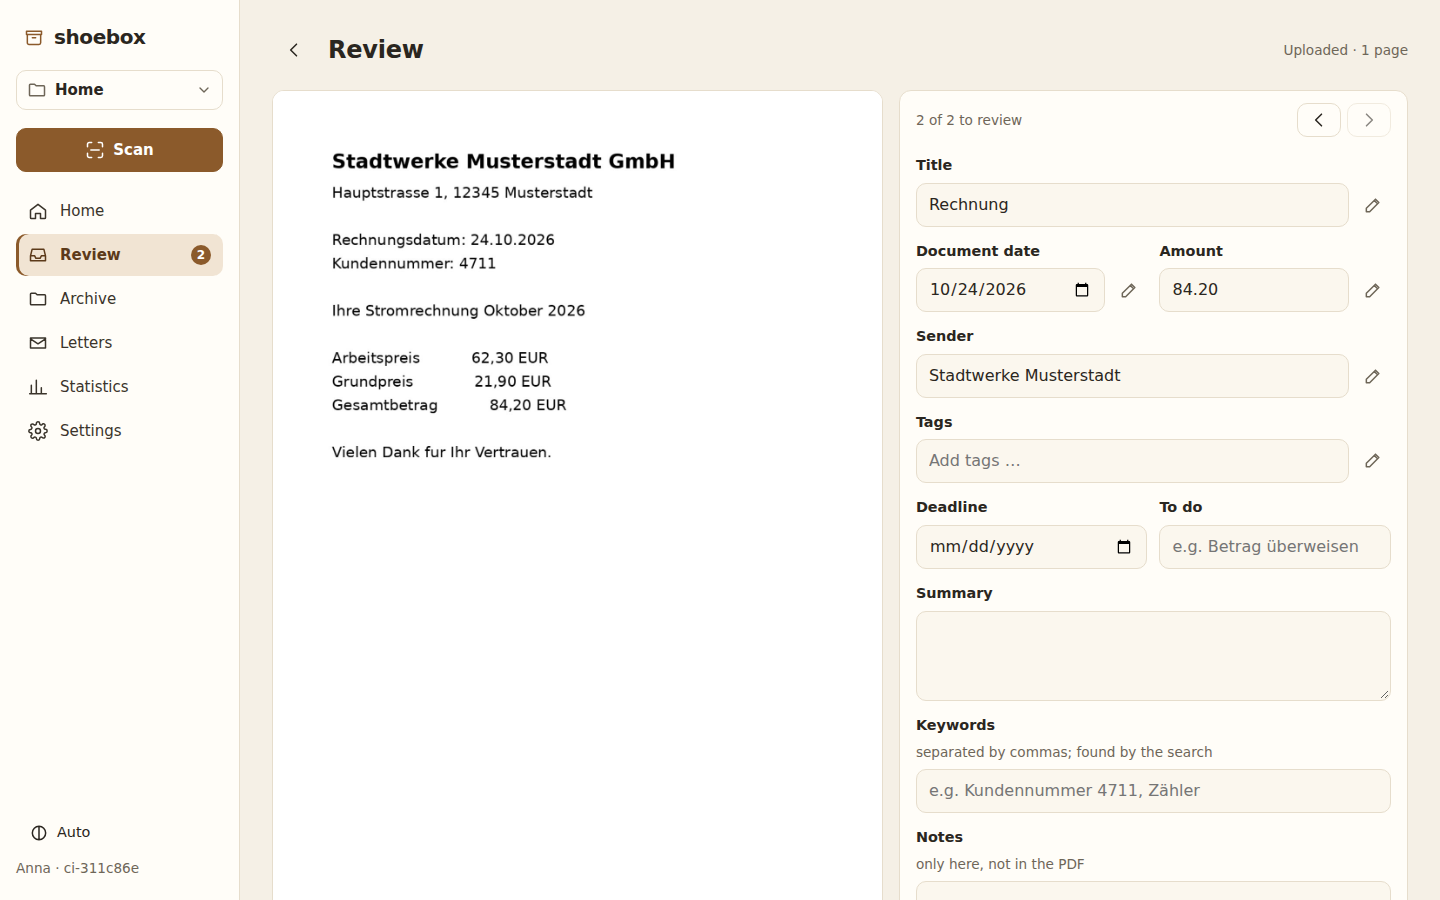 shoebox
Home
Scan
Home
Review 2
Archive
Letters
Statistics
Settings
Auto
Anna · ci-311c86e
Review
Uploaded · 1 page
Stadtwerke Musterstadt GmbH
Hauptstrasse 1, 12345 Musterstadt
Rechnungsdatum: 24.10.2026
Kundennummer: 4711
Ihre Stromrechnung Oktober 2026
Arbeitspreis 62,30 EUR
Grundpreis 21,90 EUR
Gesamtbetrag 84,20 EUR
Vielen Dank fur Ihr Vertrauen.
2 of 2 to review
Title
Rechnung
Document date Amount
10/24/2026 84.20
Sender
Stadtwerke Musterstadt
Tags
Add tags ...
Deadline To do
mm/dd/yyyy e.g. Betrag überweisen
Summary
Keywords
separated by commas; found by the search
e.g. Kundennummer 4711, Zähler
Notes
only here, not in the PDF